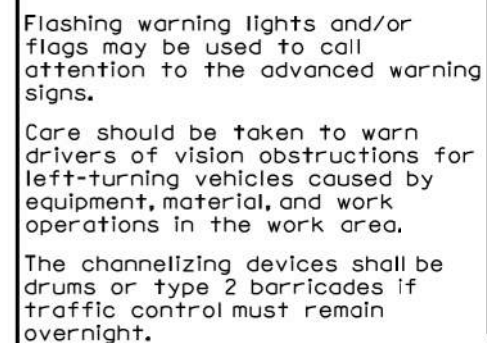 Flashing warning lights and/or
flags may be used to call
attention to the advanced warning
signs.
Care should be taken to warn
drivers of vision obstructions for
left-turning vehicles caused by
equipment, material, and work
operations in the work area.
The channelizing devices shall be
drums or type 2 barricades if
traffic control must remain
overnight.